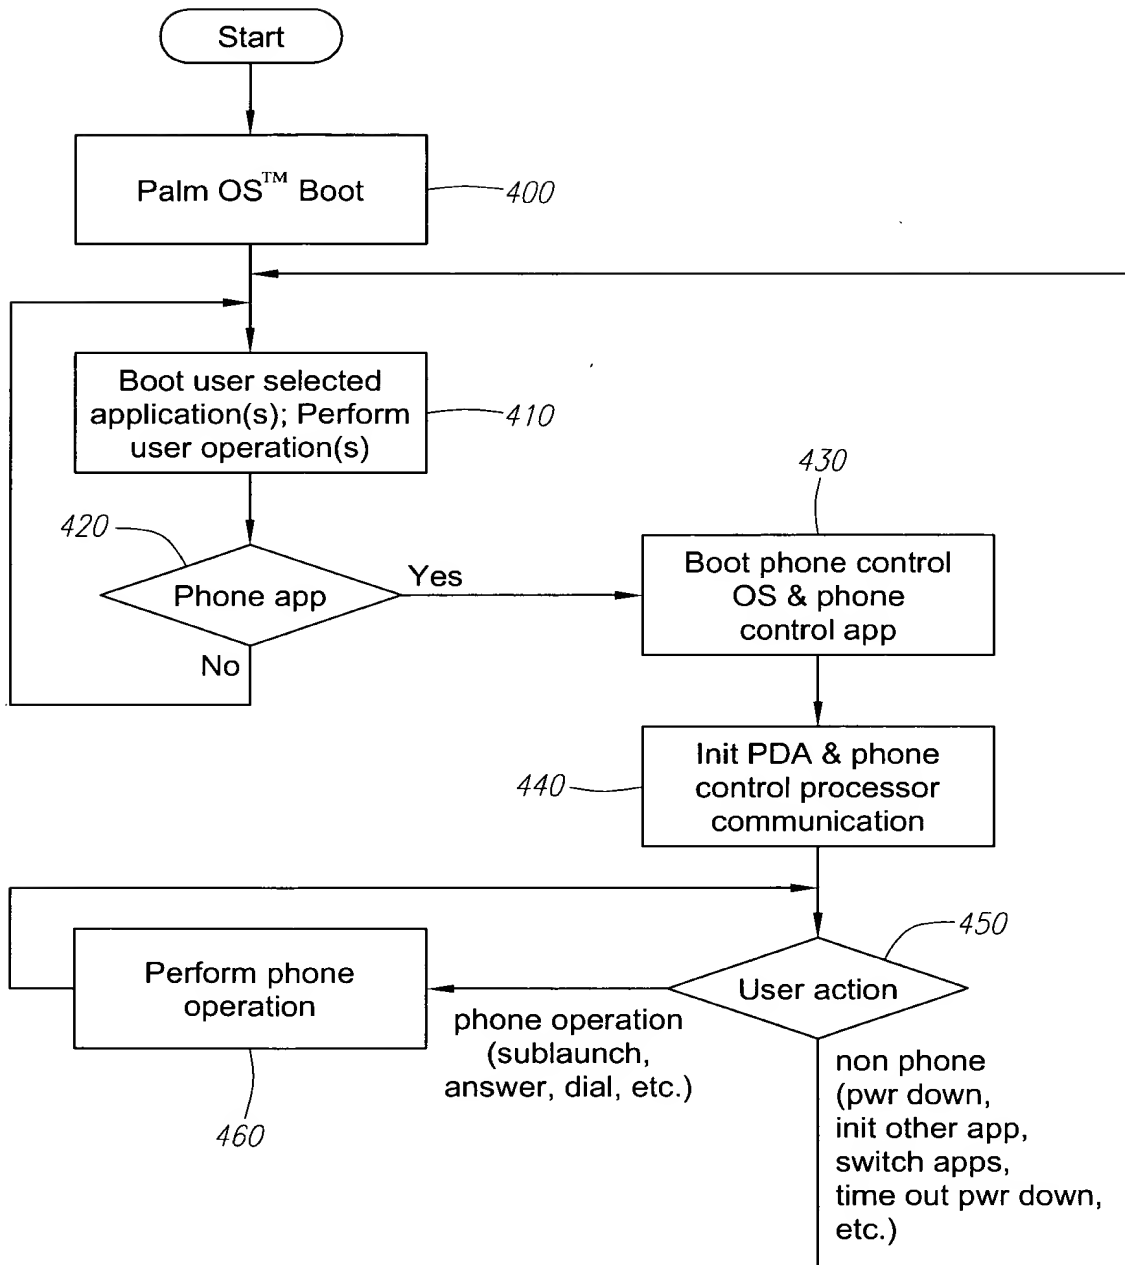 Start
Palm OS™ Boot
400
Boot user selected
application(s); Perform
user operation(s)
410
420
Phone app
Yes
No
430
Boot phone control
OS & phone
control app
Init PDA & phone
control processor
communication
440
450
User action
Perform phone
operation
460
phone operation
(sublaunch,
answer, dial, etc.)
non phone
(pwr down,
init other app,
switch apps,
time out pwr down,
etc.)